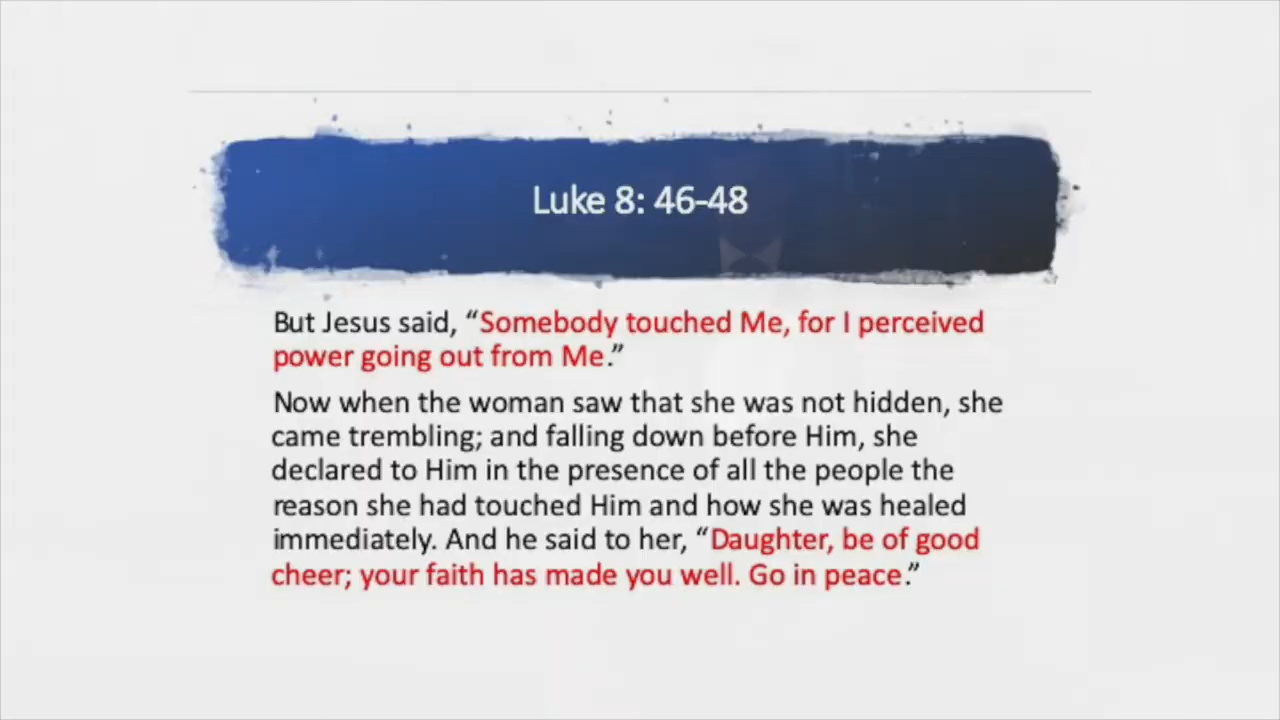 Luke 8: 46-48
But Jesus said, “Somebody touched Me, for I perceived
power going out from Me.”
Now when the woman saw that she was not hidden, she
came trembling; and falling down before Him, she
declared to Him in the presence of all the people the
reason she had touched Him and how she was healed
immediately. And he said to her, “Daughter, be of good
cheer; your faith has made you well. Go in peace.”